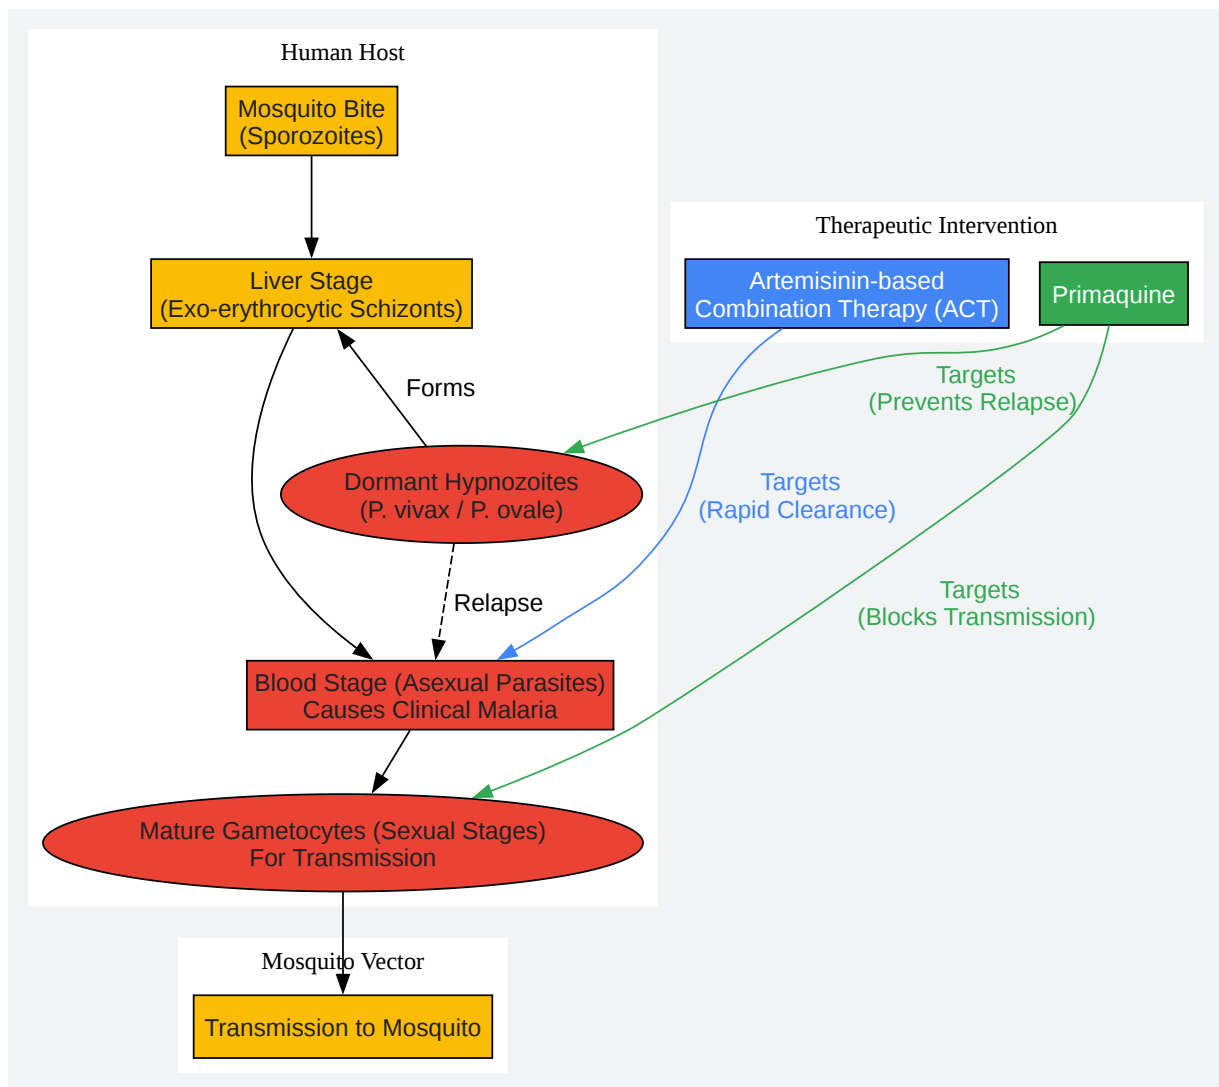 Human Host
Mosquito Bite
(Sporozoites)
Therapeutic Intervention
Liver Stage
(Exo-erythrocytic Schizonts)
Artemisinin-based
Combination Therapy (ACT)
Primaquine
Forms
Targets
(Prevents Relapse)
Dormant Hypnozoites
(P. vivax / P. ovale)
Targets
(Rapid Clearance)
Relapse
Targets
(Blocks Transmission)
Blood Stage (Asexual Parasites)
Causes Clinical Malaria
Mature Gametocytes (Sexual Stages)
For Transmission
Mosquito Vector
Transmission to Mosquito